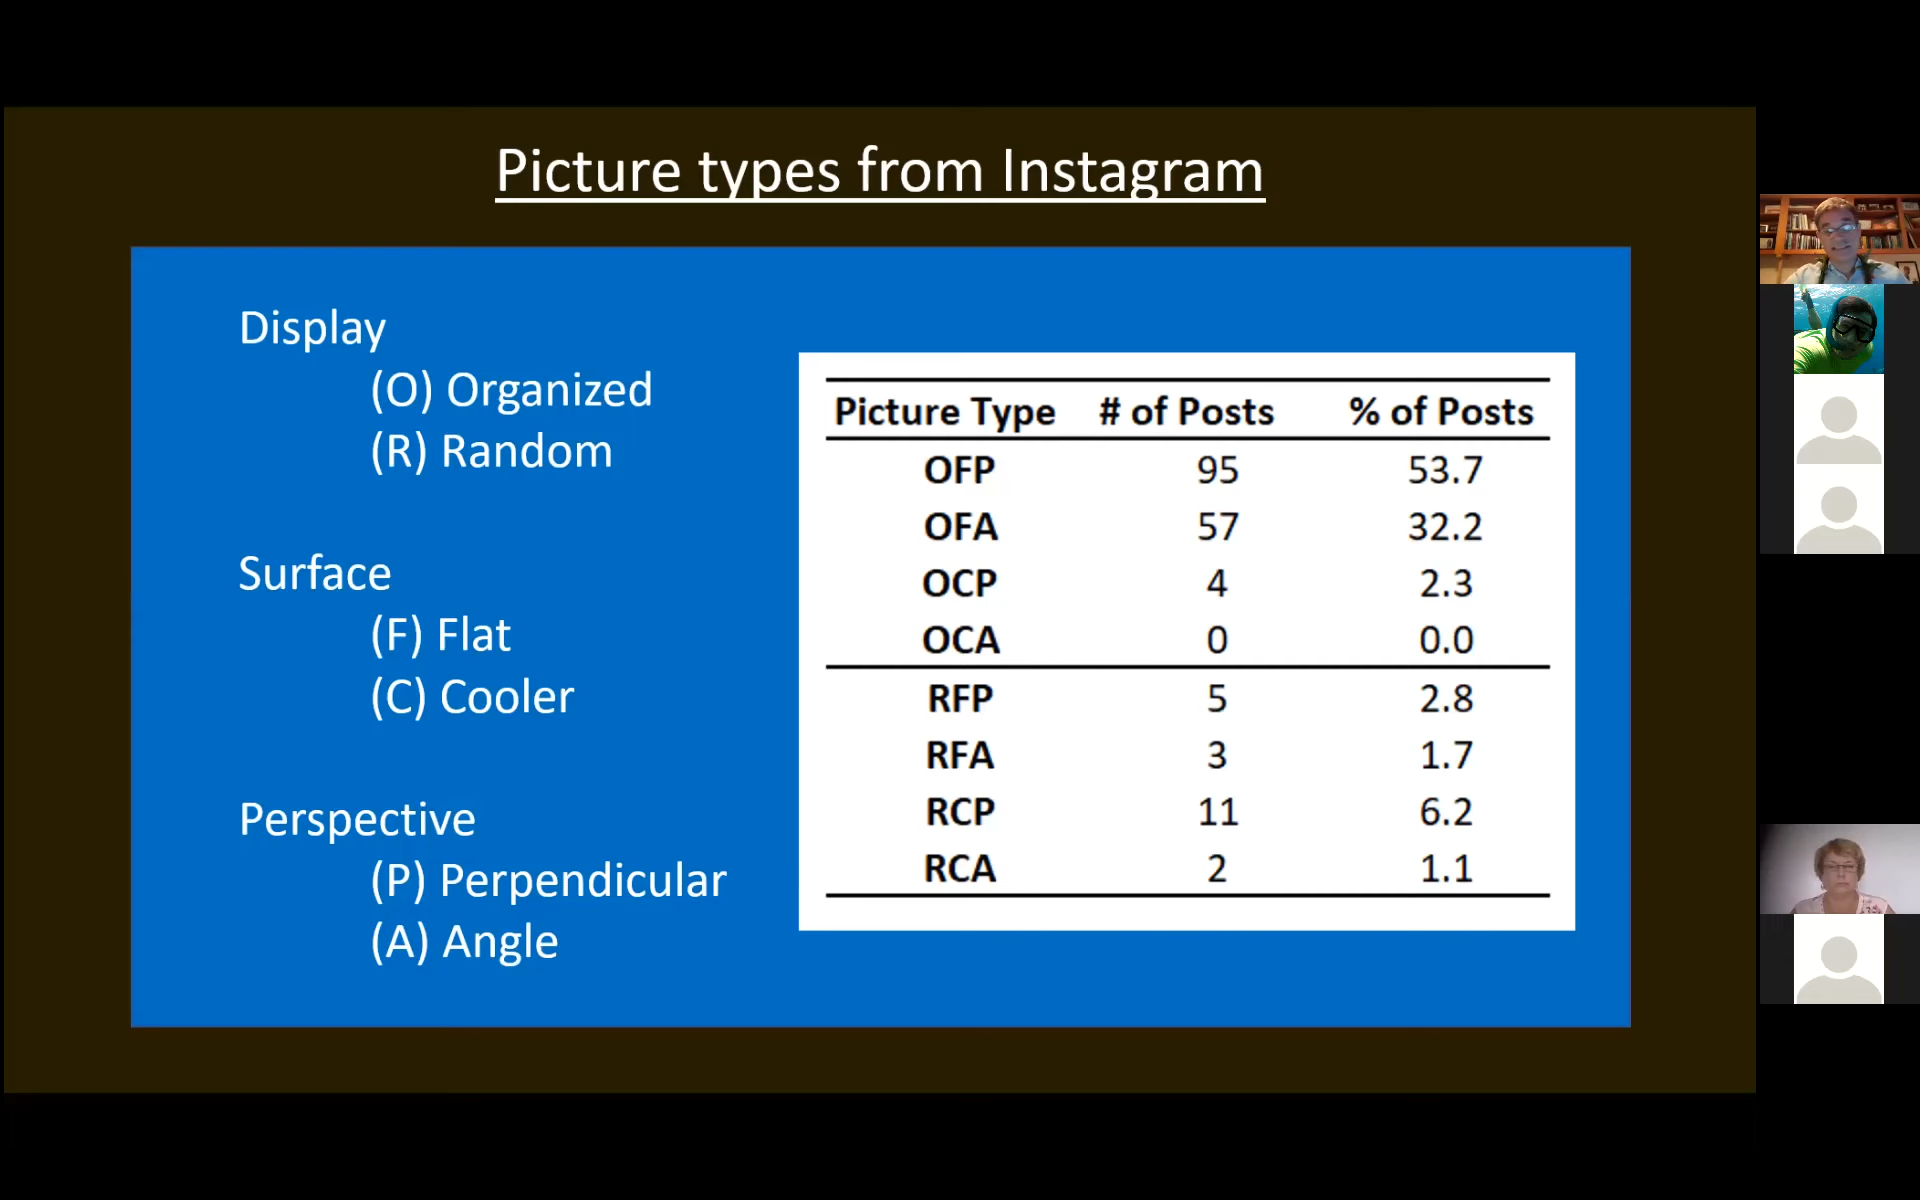 Picture types from Instagram
Display
(O) Organized
(R) Random
Surface
(F) Flat
(C) Cooler
Perspective
(P) Perpendicular
(A) Angle
Picture Type # of Posts % of Posts
OFP 95 53.7
OFA 57 32.2
OCP 4 2.3
OCA 0 0.0
RFP 5 2.8
RFA 3 1.7
RCP 11 6.2
RCA 2 1.1